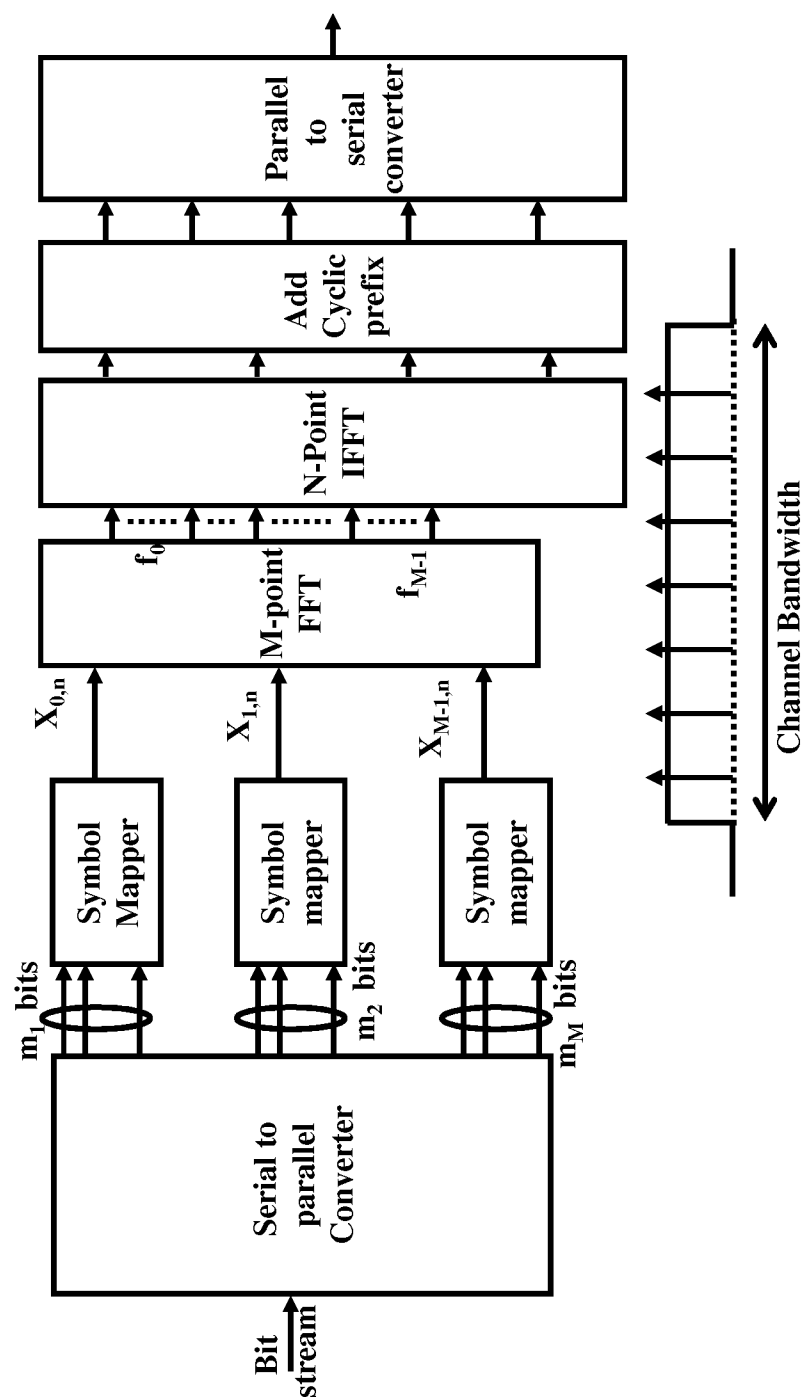 Bit
stream
Serial to
parallel
Converter
m1 bits
m2 bits
mM bits
Symbol
Mapper
Symbol
mapper
Symbol
mapper
X0,n
X1,n
XM-1,n
M-point
FFT
f0
fM-1
N-Point
IFFT
Add
Cyclic
prefix
Parallel
to
serial
converter
Channel Bandwidth